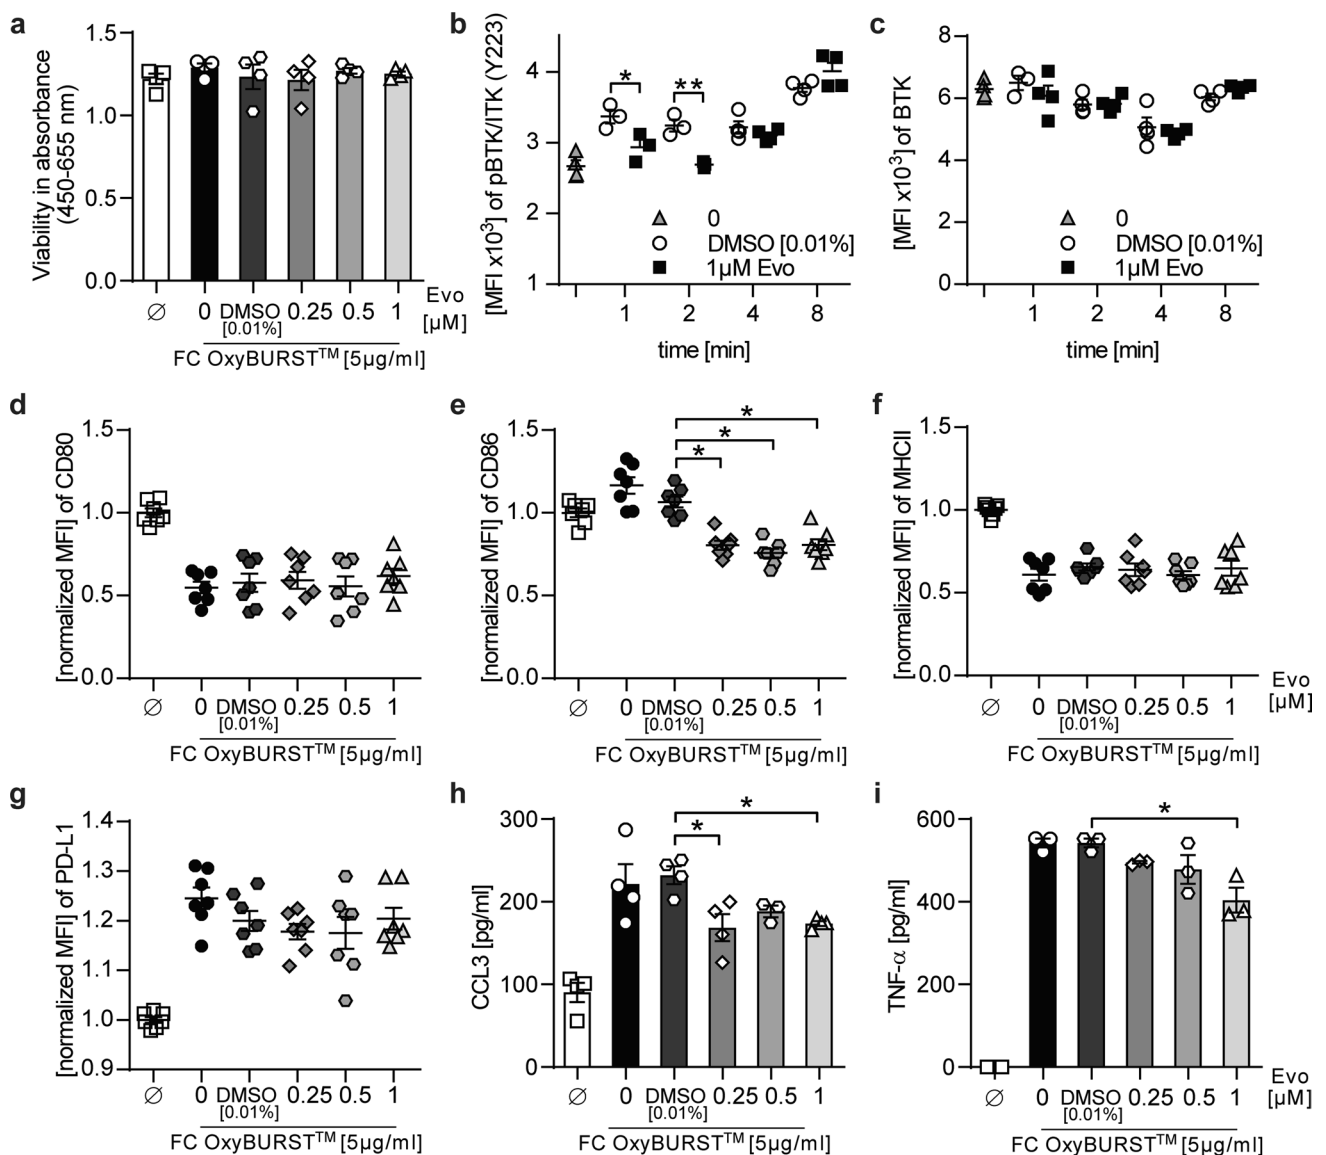 a
Viability in absorbance
(450-655 nm)
1.5
1.0
0.5
0.0
∅ 0 DMSO 0.25 0.5 1
[0.01%]
Evo
[µM]
FC OxyBURST™ [5µg/ml]
b
[MFI x10³] of pBTK/ITK (Y223)
4
3
2
1
* **
0
DMSO [0.01%]
1µM Evo
1 2 4 8
time [min]
c
[MFI x10³] of BTK
8
6
4
2
0
0
DMSO [0.01%]
1µM Evo
1 2 4 8
time [min]
d
[normalized MFI] of CD80
1.5
1.0
0.5
0.0
∅ 0 DMSO 0.25 0.5 1
[0.01%]
FC OxyBURST™ [5µg/ml]
e
[normalized MFI] of CD86
1.5
1.0
0.5
0.0
*
*
*
∅ 0 DMSO 0.25 0.5 1
[0.01%]
FC OxyBURST™ [5µg/ml]
f
[normalized MFI] of MHCII
1.5
1.0
0.5
0.0
∅ 0 DMSO 0.25 0.5 1
[0.01%]
Evo
[µM]
FC OxyBURST™ [5µg/ml]
g
[normalized MFI] of PD-L1
1.4
1.3
1.2
1.1
1.0
0.9
∅ 0 DMSO 0.25 0.5 1
[0.01%]
FC OxyBURST™ [5µg/ml]
h
CCL3 [pg/ml]
300
200
100
0
*
*
∅ 0 DMSO 0.25 0.5 1
[0.01%]
FC OxyBURST™ [5µg/ml]
i
TNF-α [pg/ml]
600
400
200
0
*
∅ 0 DMSO 0.25 0.5 1
[0.01%]
Evo
[µM]
FC OxyBURST™ [5µg/ml]